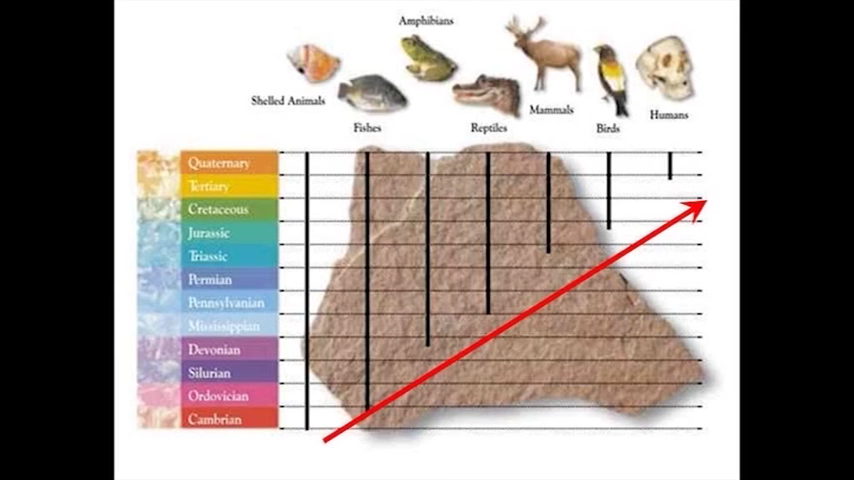 Amphibians
Shelled Animals
Fishes
Reptiles
Mammals
Birds
Humans
Quaternary
Tertiary
Cretaceous
Jurassic
Triassic
Permian
Pennsylvanian
Mississippian
Devonian
Silurian
Ordovician
Cambrian